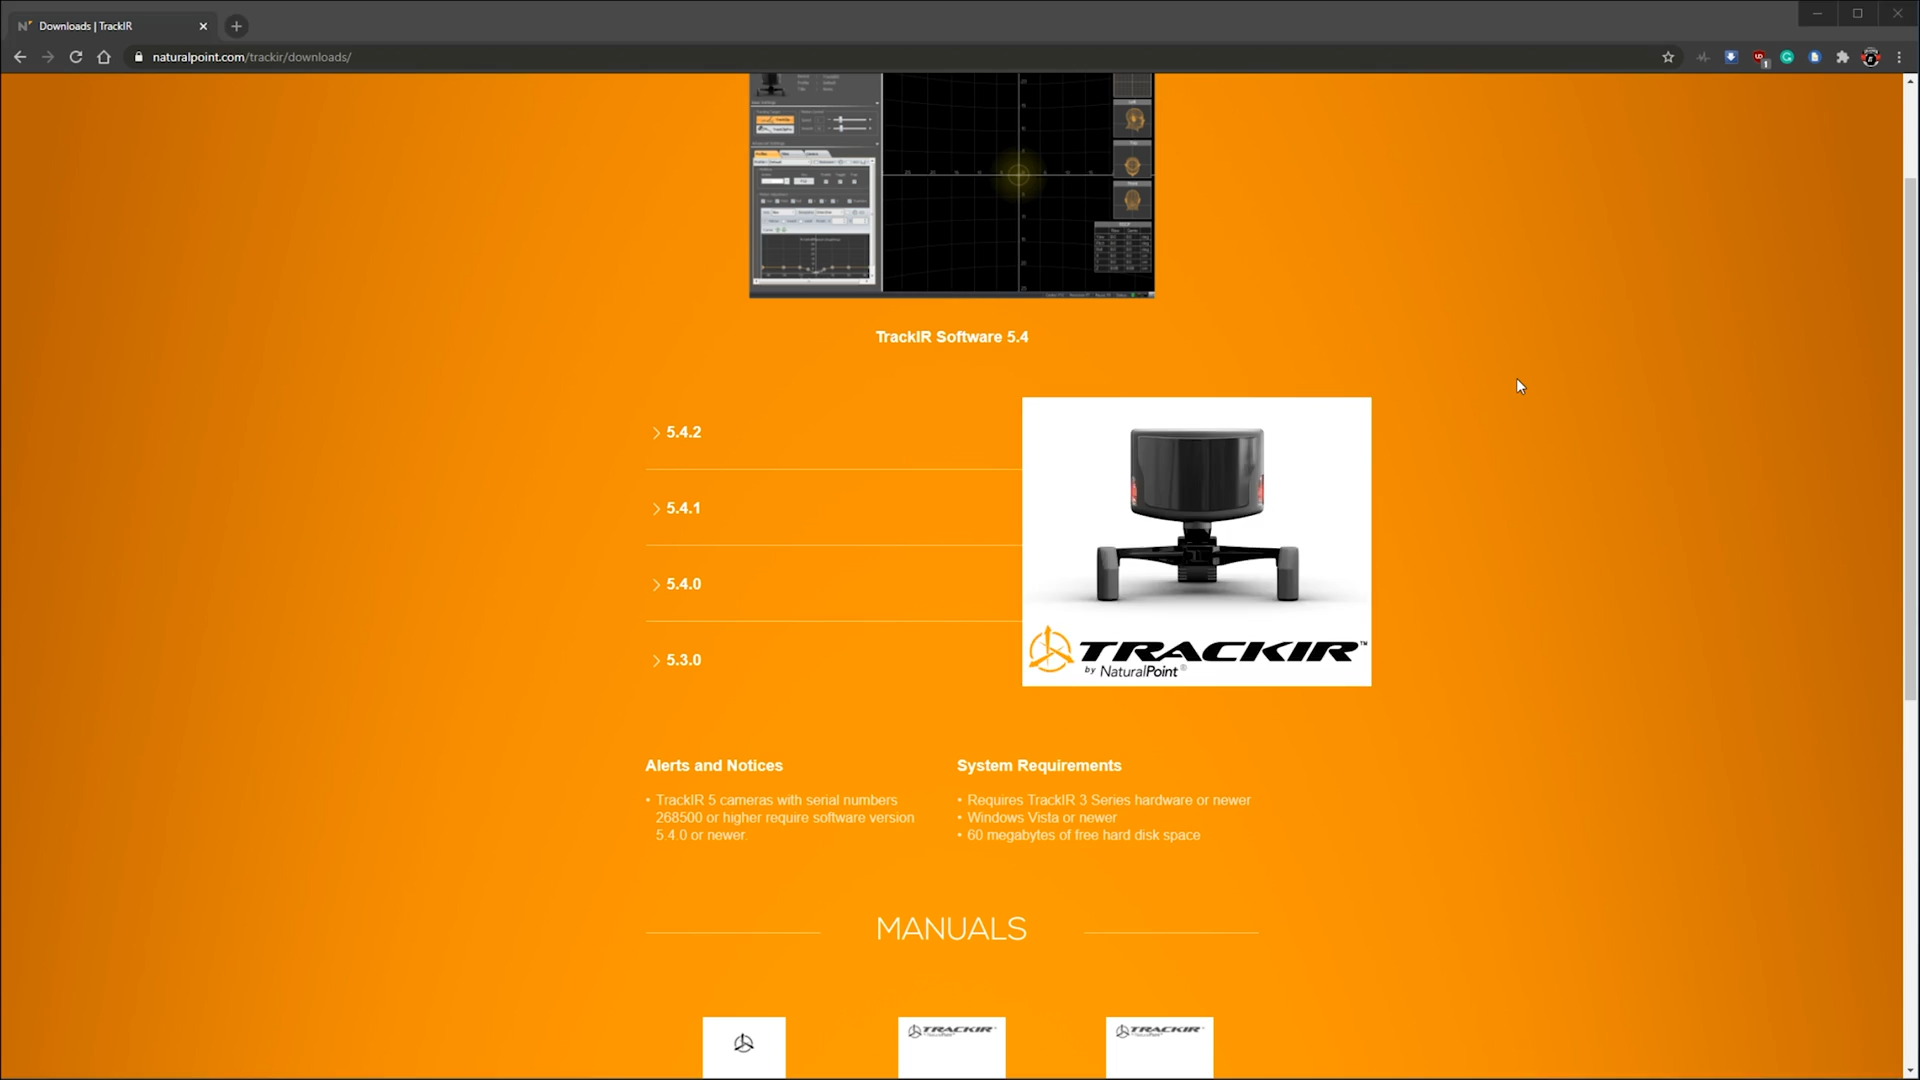 Downloads | TrackIR
naturalpoint.com/trackir/downloads/
TrackIR Software 5.4
5.4.2
5.4.1
5.4.0
5.3.0
TRACKIR™
by NaturalPoint®
Alerts and Notices
• TrackIR 5 cameras with serial numbers
268500 or higher require software version
5.4.0 or newer.
System Requirements
• Requires TrackIR 3 Series hardware or newer
• Windows Vista or newer
• 60 megabytes of free hard disk space
MANUALS
TRACKIR
TRACKIR